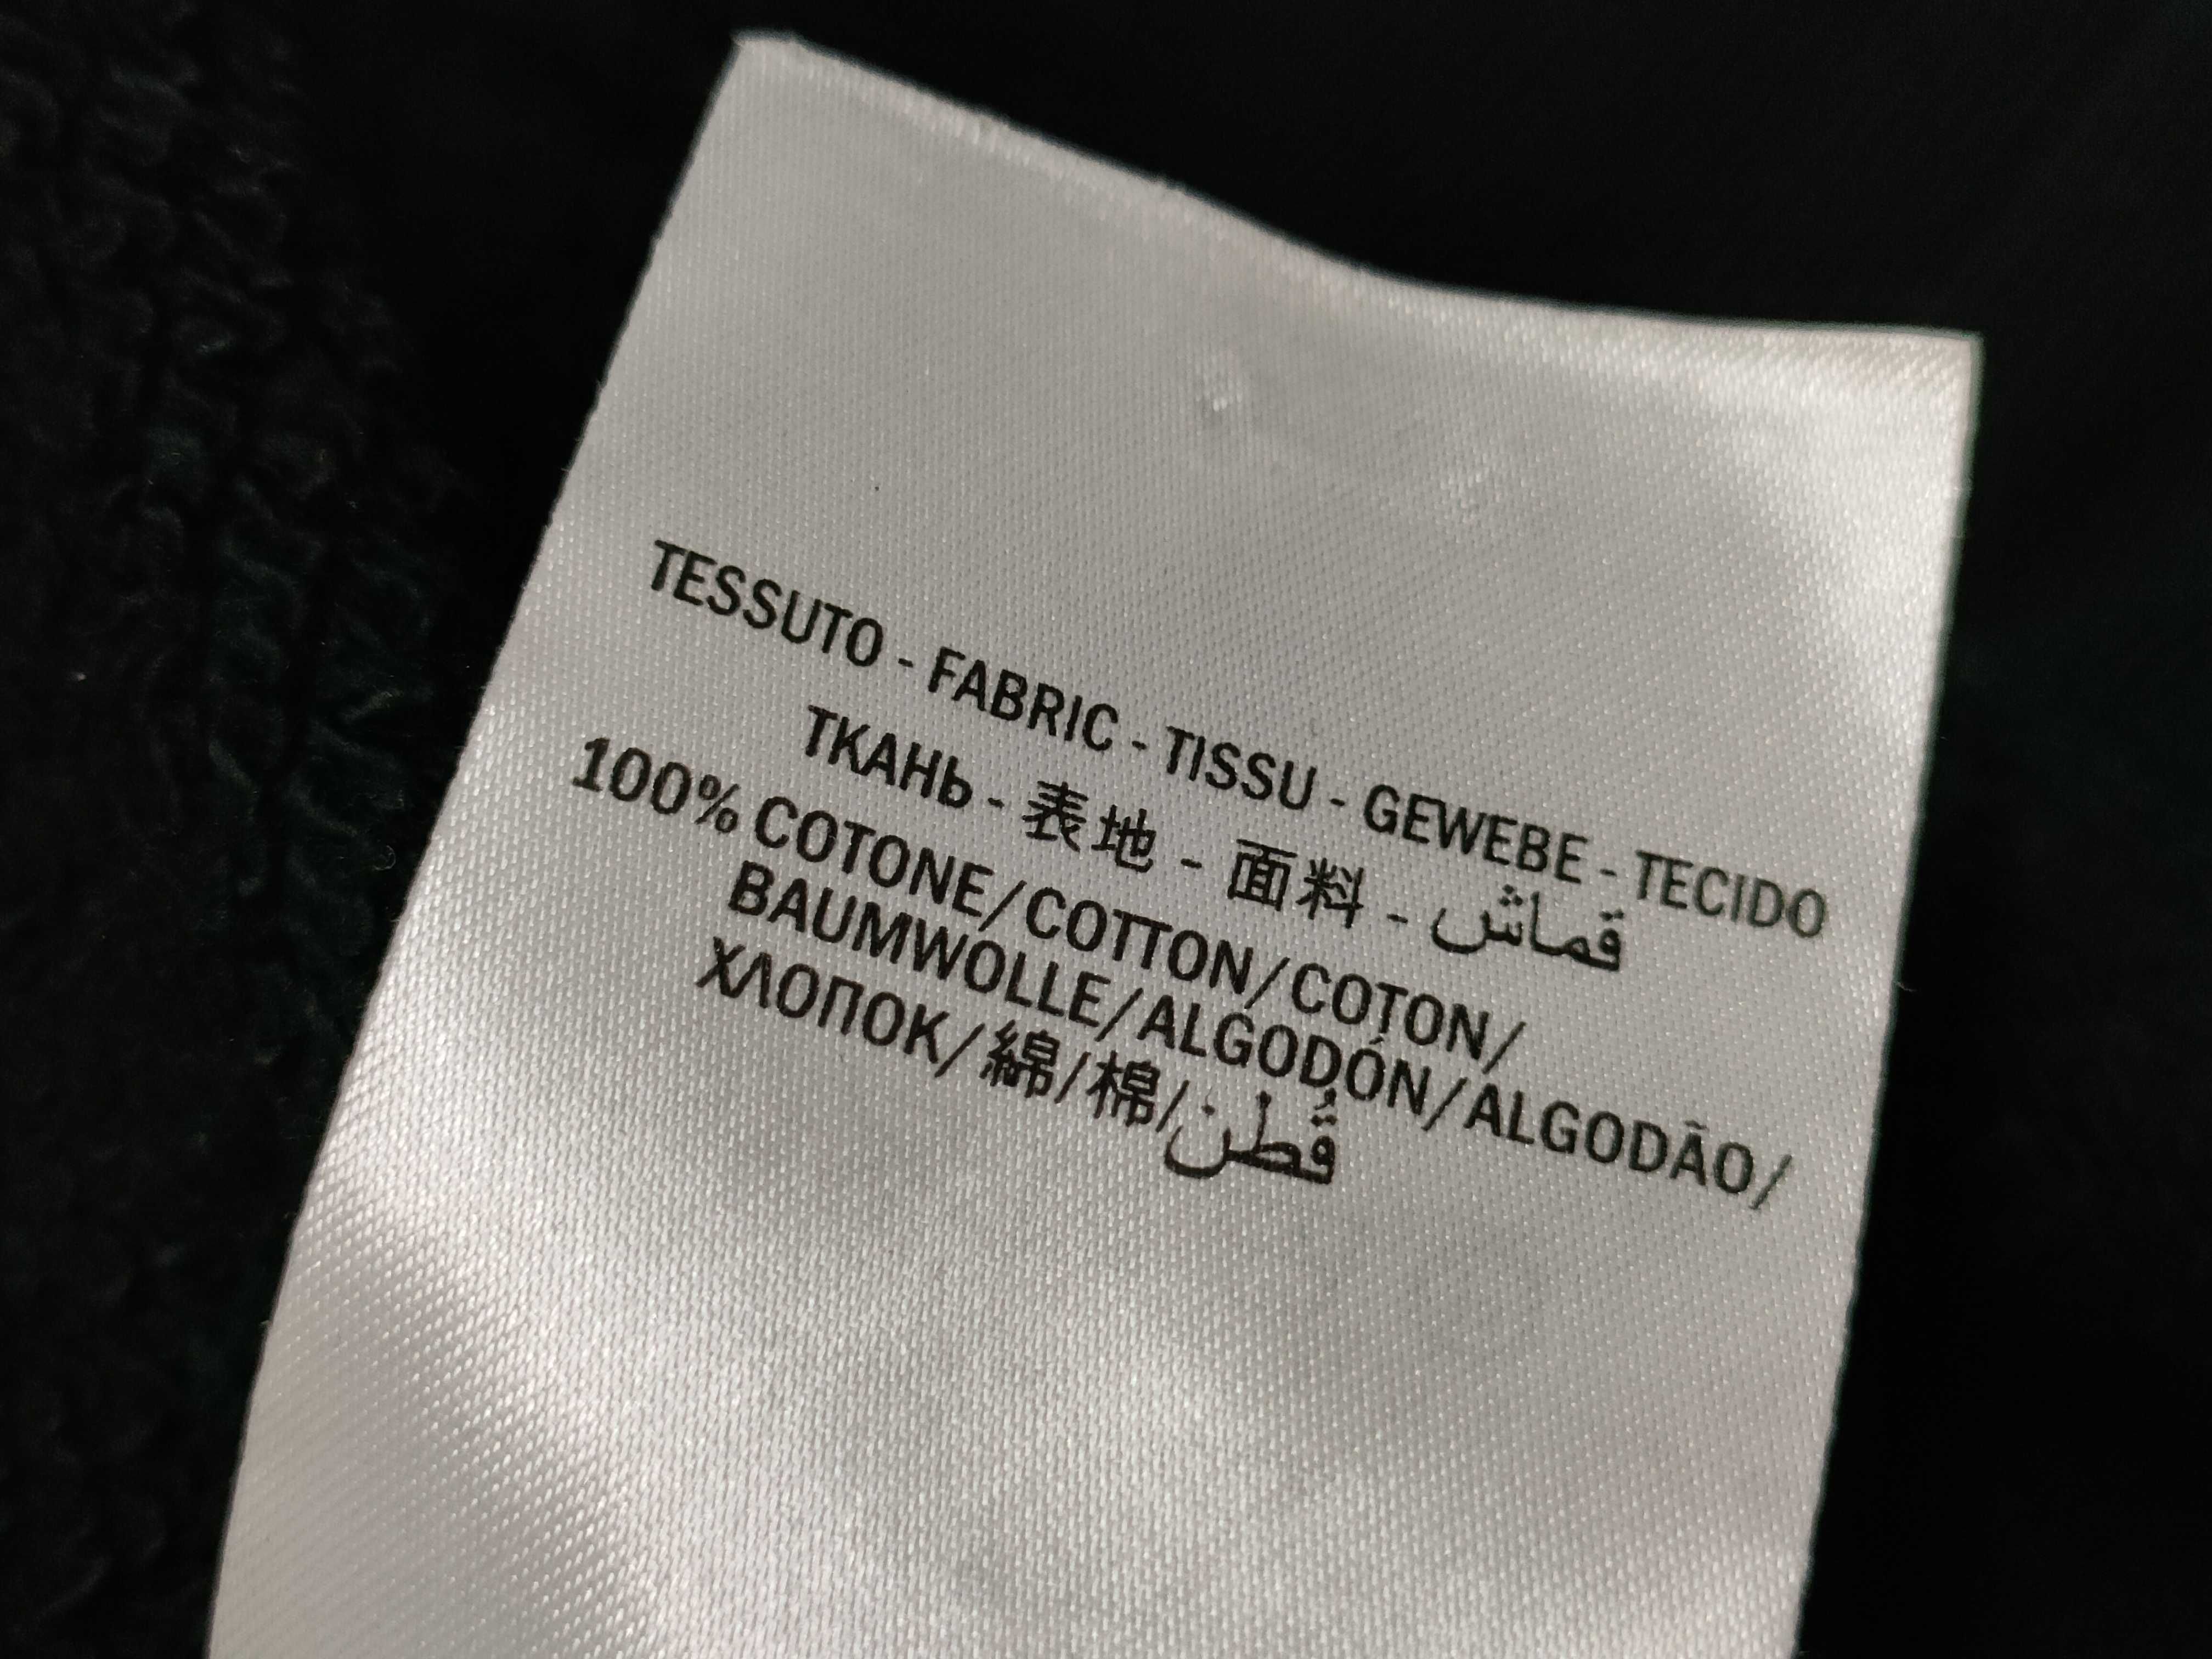 TESSUTO - FABRIC - TISSU - GEWEBE - TECIDO
ТКАНЬ - 表地 - 面料 - قماش
100% COTONE/COTTON/COTON/
BAUMWOLLE/ALGODÓN/ALGODÃO/
ХЛОПОК/綿/棉/قُطن